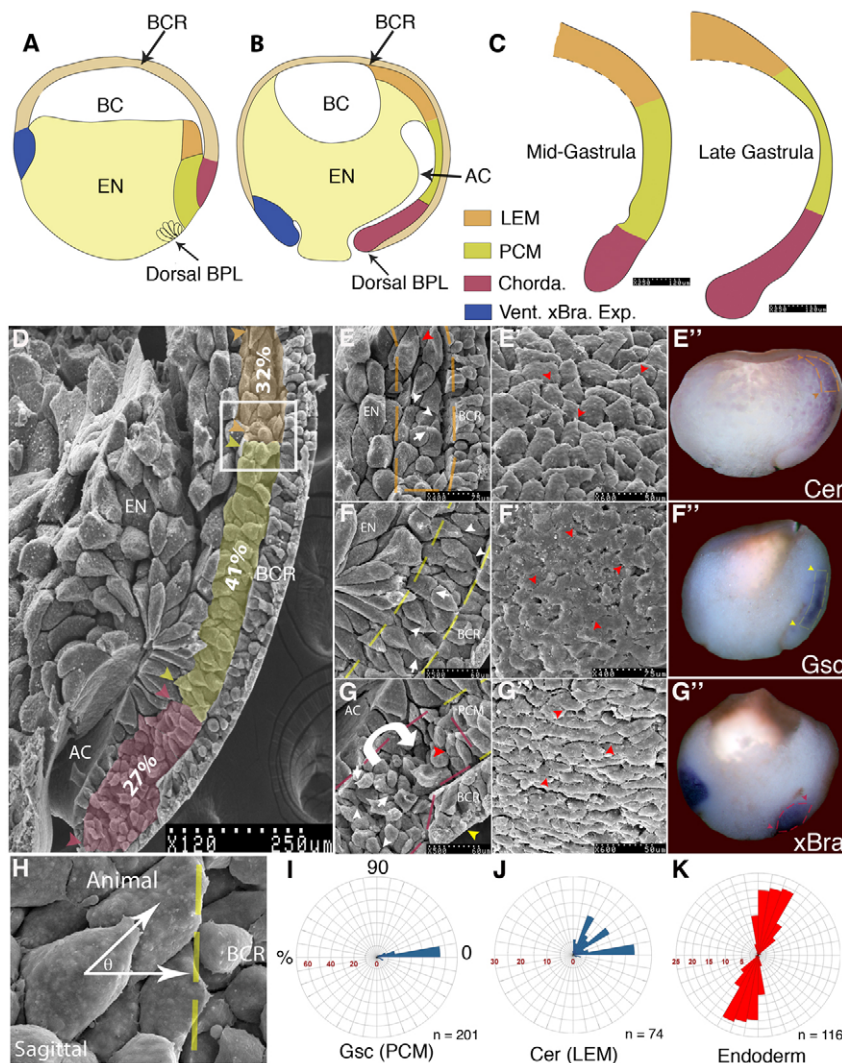 A
BCR
BC
EN
Dorsal BPL
B
BCR
BC
EN
AC
Dorsal BPL
C
Mid-Gastrula
Late Gastrula
LEM
PCM
Chorda.
Vent. xBra. Exp.
D
32%
41%
27%
EN
BCR
AC
X120 250um
E
EN
BCR
E'
E''
Cer
F
EN
BCR
F'
F''
Gsc
G
AC
PCM
BCR
G'
G''
xBra
H
Animal
θ
BCR
Sagittal
I
90
0
%
60 40 20 0
n = 201
Gsc (PCM)
J
30 20 10 0
n = 74
Cer (LEM)
K
25 20 15 10 5
n = 116
Endoderm